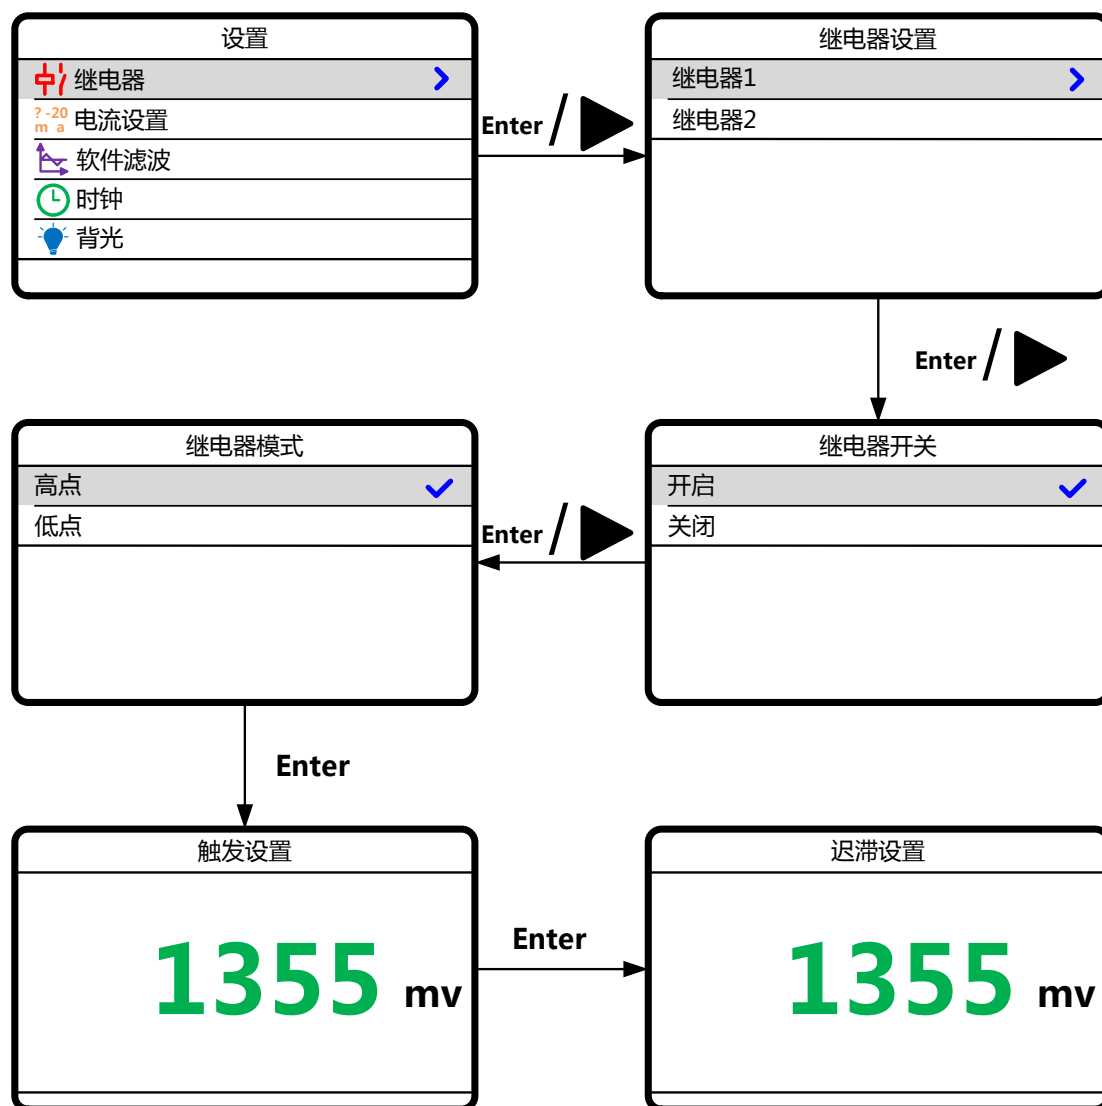 设置
继电器
? -20
m a
电流设置
软件滤波
时钟
背光
Enter /
继电器设置
继电器1
继电器2
Enter /
继电器开关
开启
关闭
Enter /
继电器模式
高点
低点
Enter
触发设置
1355 mv
Enter
迟滞设置
1355 mv